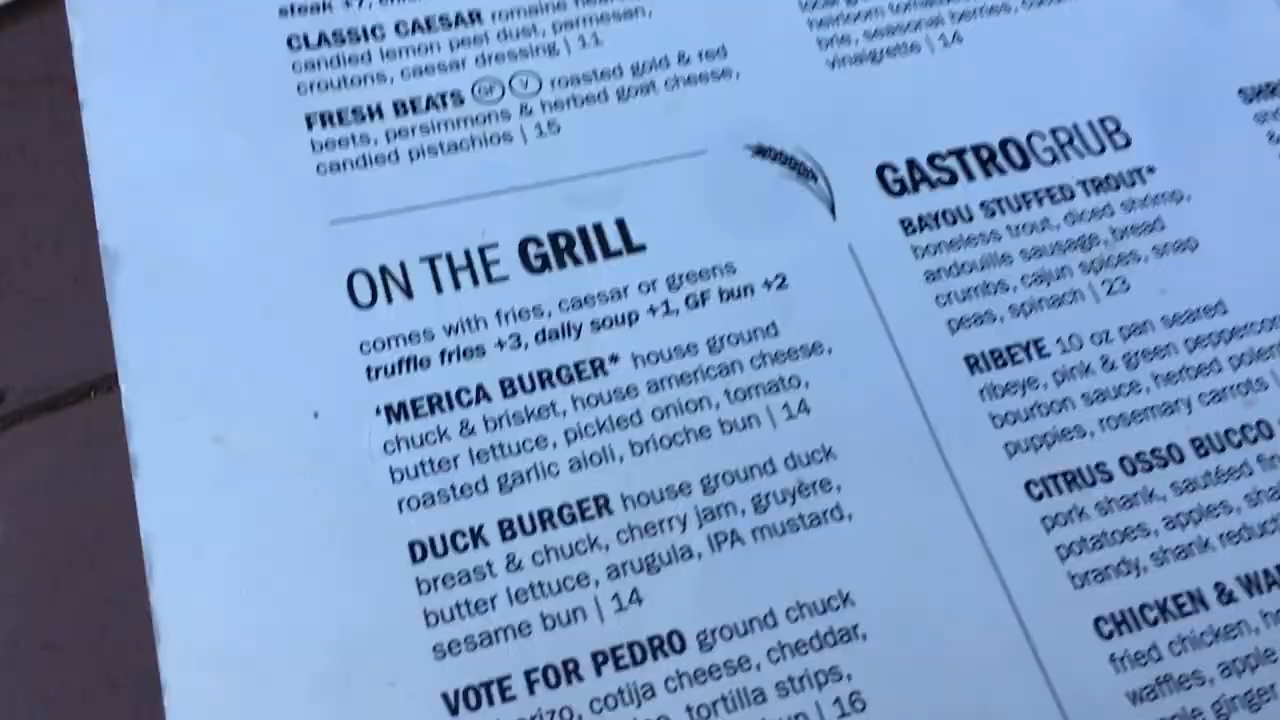 steak +7,
CLASSIC CAESAR romaine
candied lemon peel dust, parmesan,
croutons, caesar dressing | 11
FRESH BEATS GF V roasted gold & red
beets, persimmons & herbed goat cheese,
candied pistachios | 15
ON THE GRILL
comes with fries, caesar or greens
truffle fries +3, daily soup +1, GF bun +2
'MERICA BURGER* house ground
chuck & brisket, house american cheese,
butter lettuce, pickled onion, tomato,
roasted garlic aioli, brioche bun | 14
DUCK BURGER house ground duck
breast & chuck, cherry jam, gruyère,
butter lettuce, arugula, IPA mustard,
sesame bun | 14
VOTE FOR PEDRO ground chuck
cotija cheese, cheddar,
tortilla strips,
| 16
heirloom
brie, seasonal berries,
vinaigrette | 14
GASTROGRUB
BAYOU STUFFED TROUT*
boneless trout, diced shrimp,
andouille sausage, bread
crumbs, cajun spices, snap
peas, spinach | 23
RIBEYE 10 oz pan seared
ribeye, pink & green
bourbon sauce, herbed
puppies, rosemary carrots |
CITRUS OSSO BUCCO
pork shank, sautéed
potatoes, apples,
brandy, shank
CHICKEN &
fried chicken,
waffles, apple
ginger